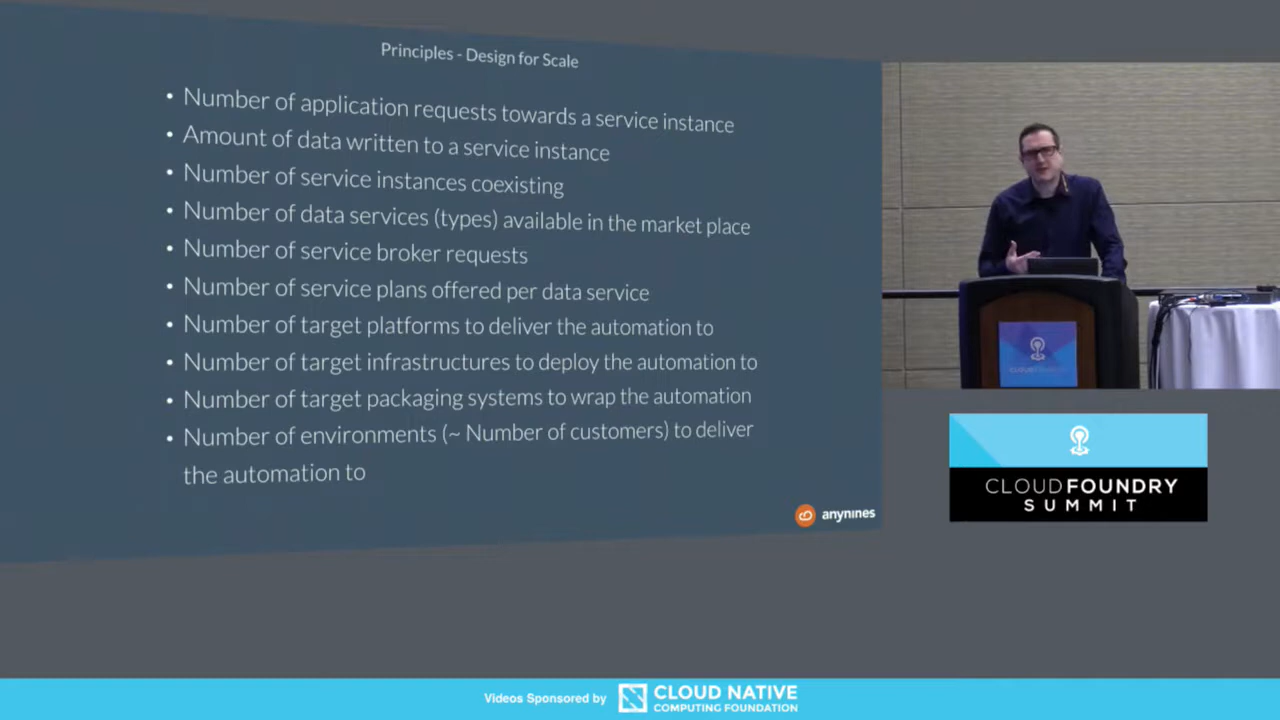 Principles - Design for Scale
• Number of application requests towards a service instance
• Amount of data written to a service instance
• Number of service instances coexisting
• Number of data services (types) available in the market place
• Number of service broker requests
• Number of service plans offered per data service
• Number of target platforms to deliver the automation to
• Number of target infrastructures to deploy the automation to
• Number of target packaging systems to wrap the automation
• Number of environments (~ Number of customers) to deliver
the automation to
anynines
CLOUD FOUNDRY
CLOUDFOUNDRY
SUMMIT
Videos Sponsored by
CLOUD NATIVE
COMPUTING FOUNDATION